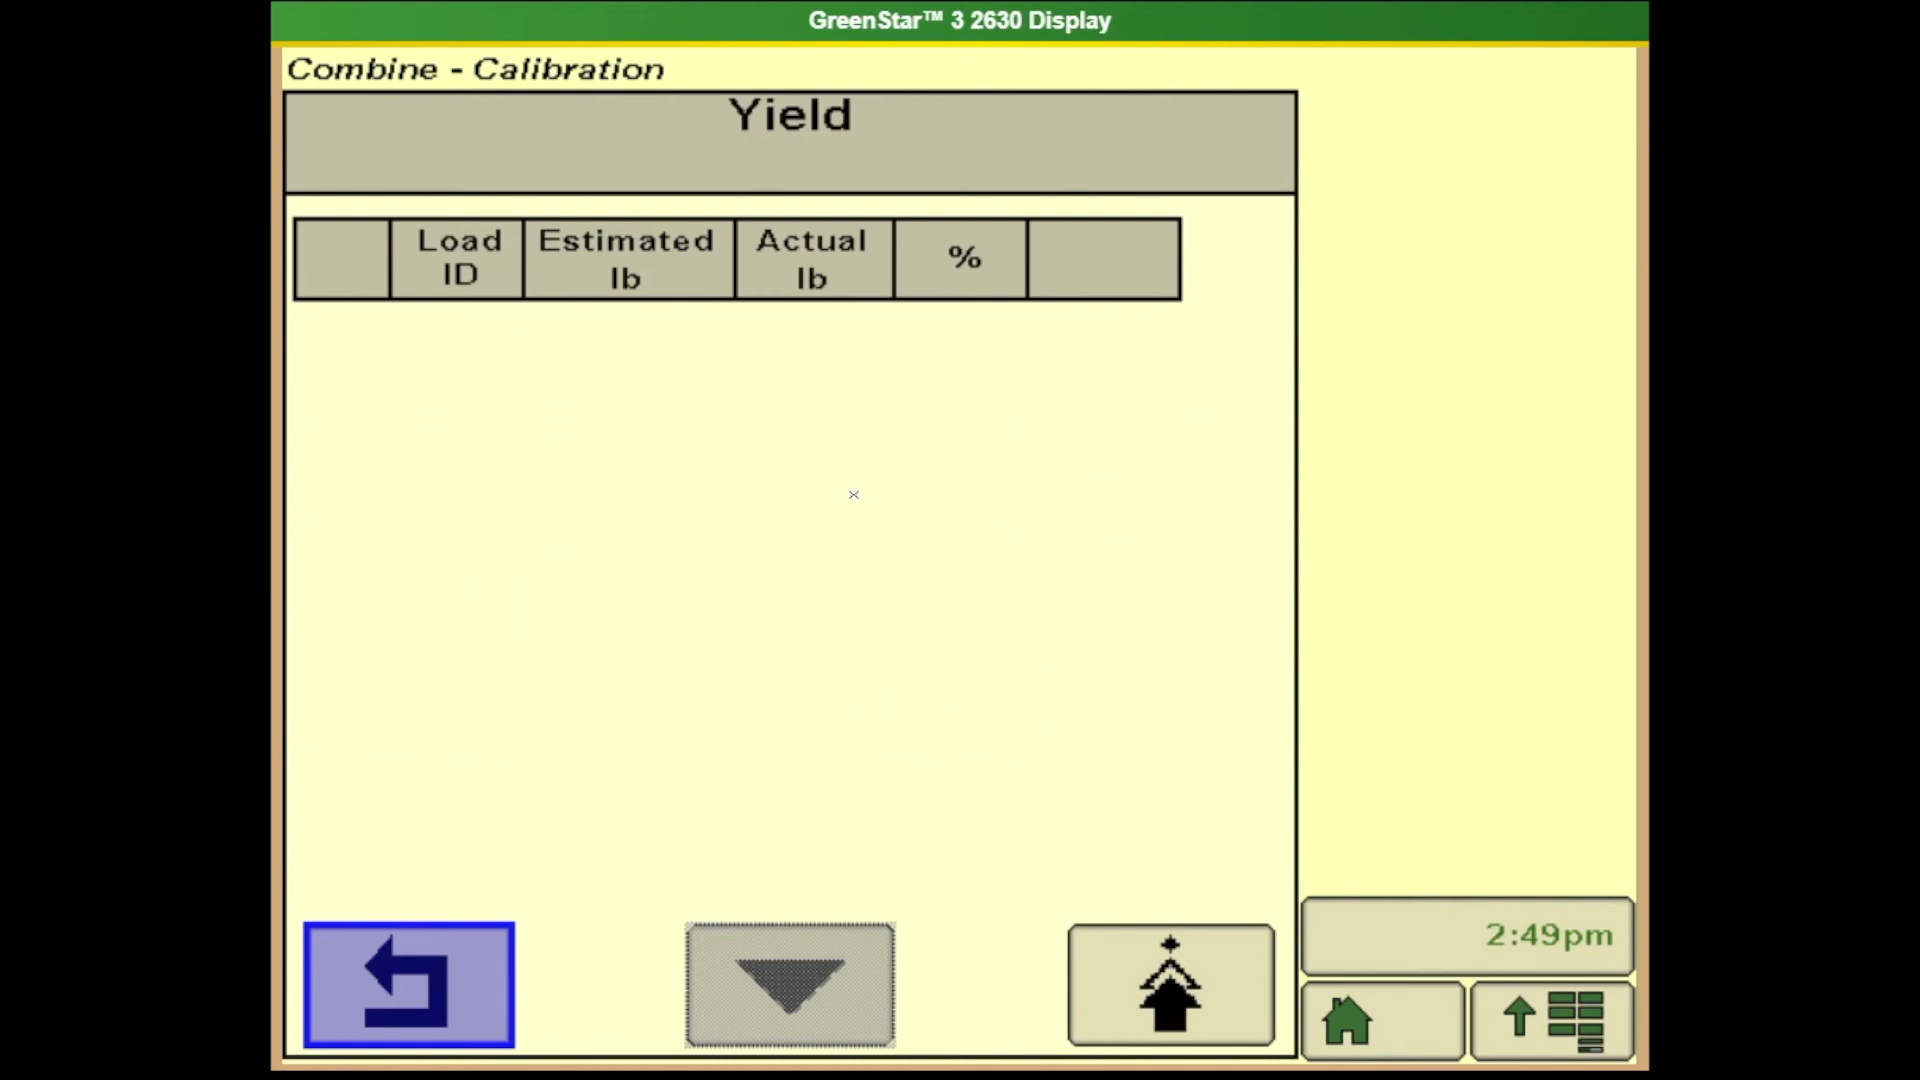 GreenStar™ 3 2630 Display
Combine - Calibration
Yield
Load ID
Estimated lb
Actual lb
%
2:49pm